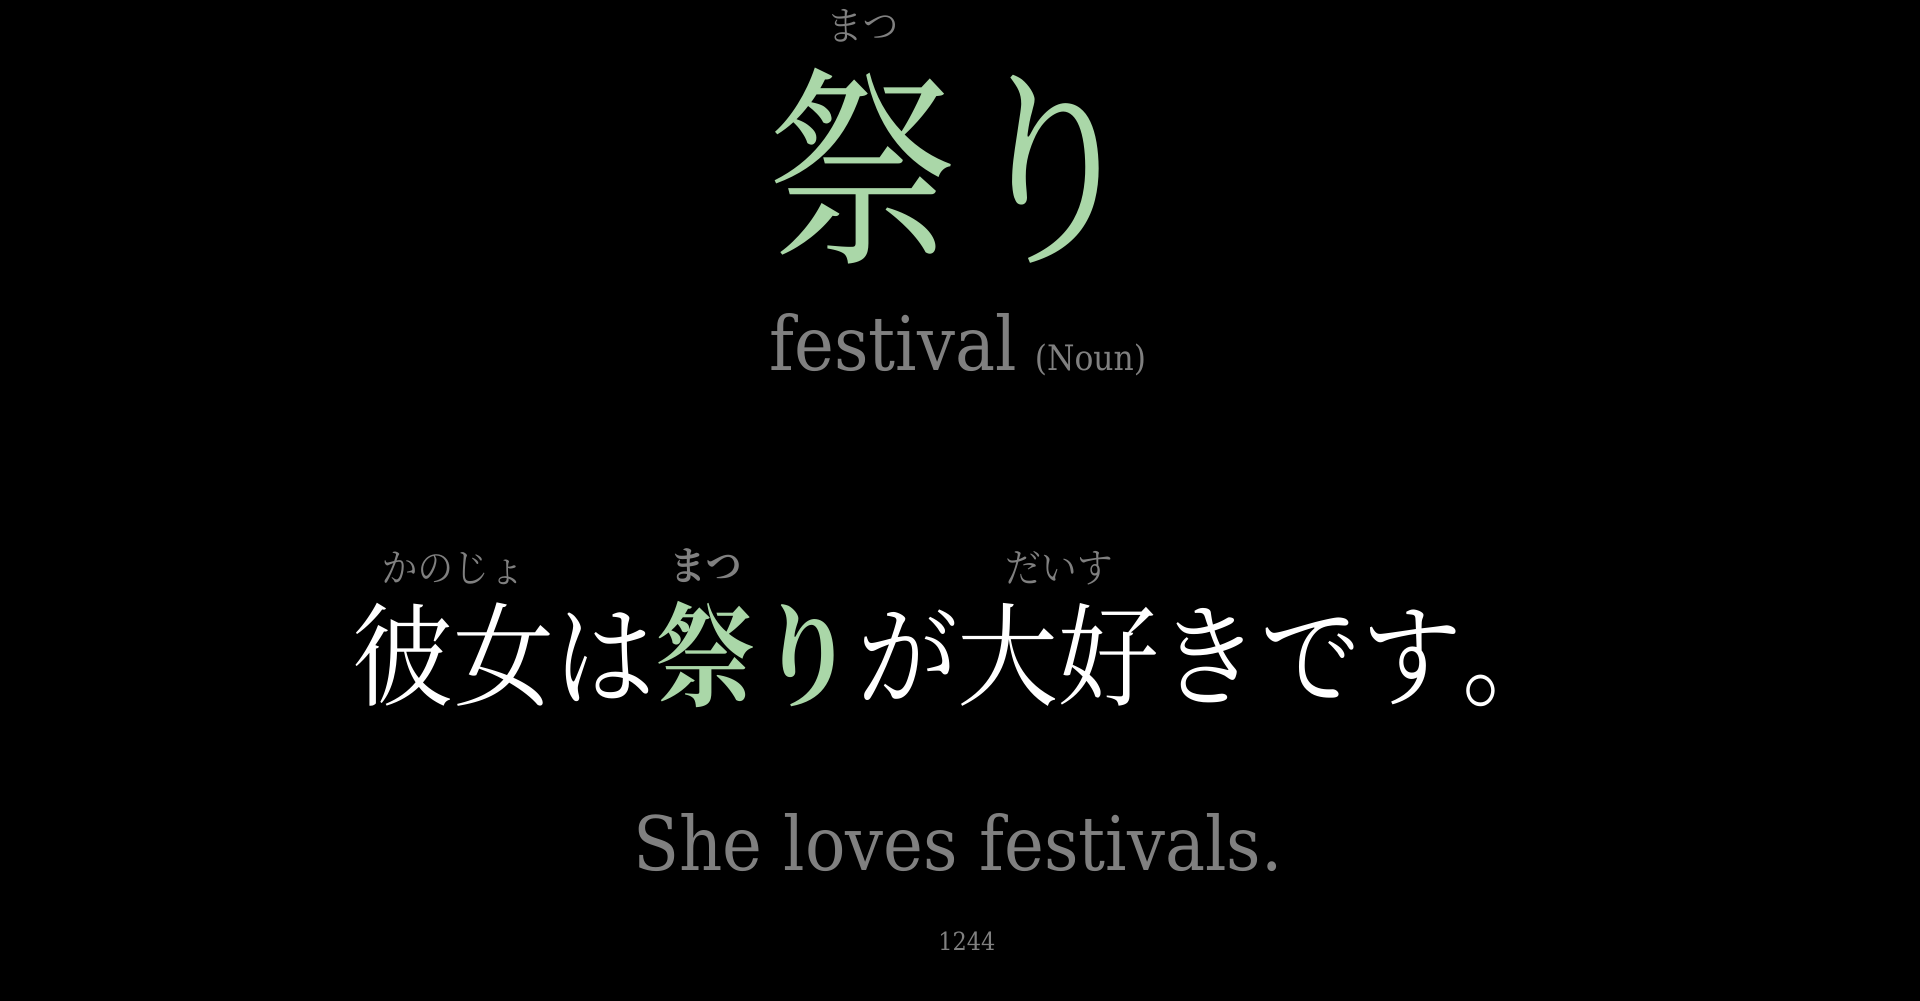 まつ
祭り
festival (Noun)
かのじょ まつ だいす
彼女は祭りが大好きです。
She loves festivals.
1244